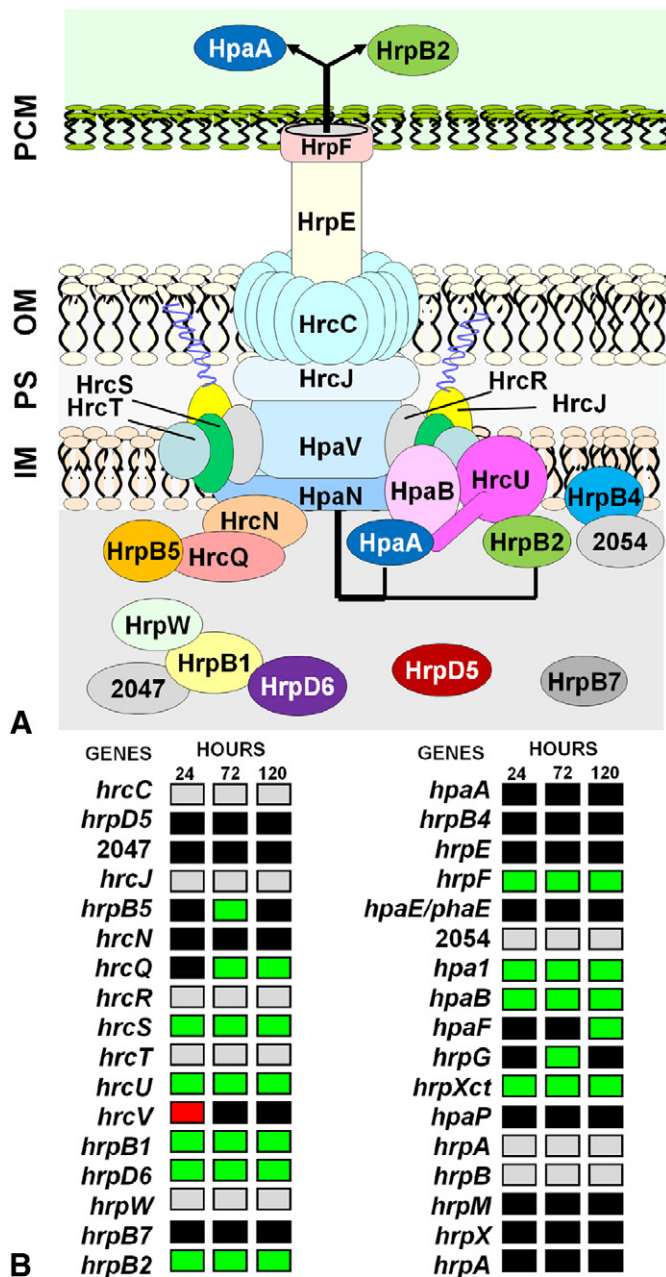 HpaA
HrpB2
PCM
HrpF
HrpE
OM
HrcC
PS
HrcJ
HrcS
HrcR
HrcT
HrcJ
IM
HpaV
HrcU
HpaB
HrpB4
HpaN
HrcN
HrpB5
HrcQ
HpaA
HrpB2
2054
HrpW
HrpB1
2047
HrpD6
HrpD5
HrpB7
A
GENES HOURS
24 72 120
hrcC
hrpD5
2047
hrcJ
hrpB5
hrcN
hrcQ
hrcR
hrcS
hrcT
hrcU
hrcV
hrpB1
hrpD6
hrpW
hrpB7
hrpB2
GENES HOURS
24 72 120
hpaA
hrpB4
hrpE
hrpF
hpaE/phaE
2054
hpa1
hpaB
hpaF
hrpG
hrpXct
hpaP
hrpA
hrpB
hrpM
hrpX
hrpA
B